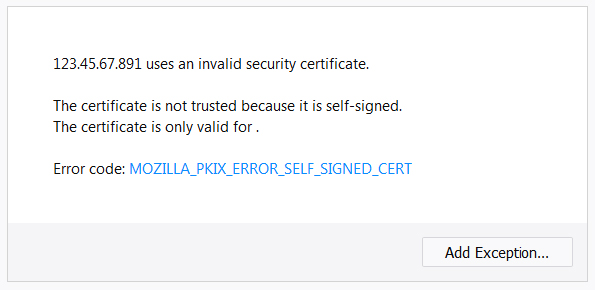 123.45.67.891 uses an invalid security certificate.
The certificate is not trusted because it is self-signed.
The certificate is only valid for .
Error code: MOZILLA_PKIX_ERROR_SELF_SIGNED_CERT
Add Exception...